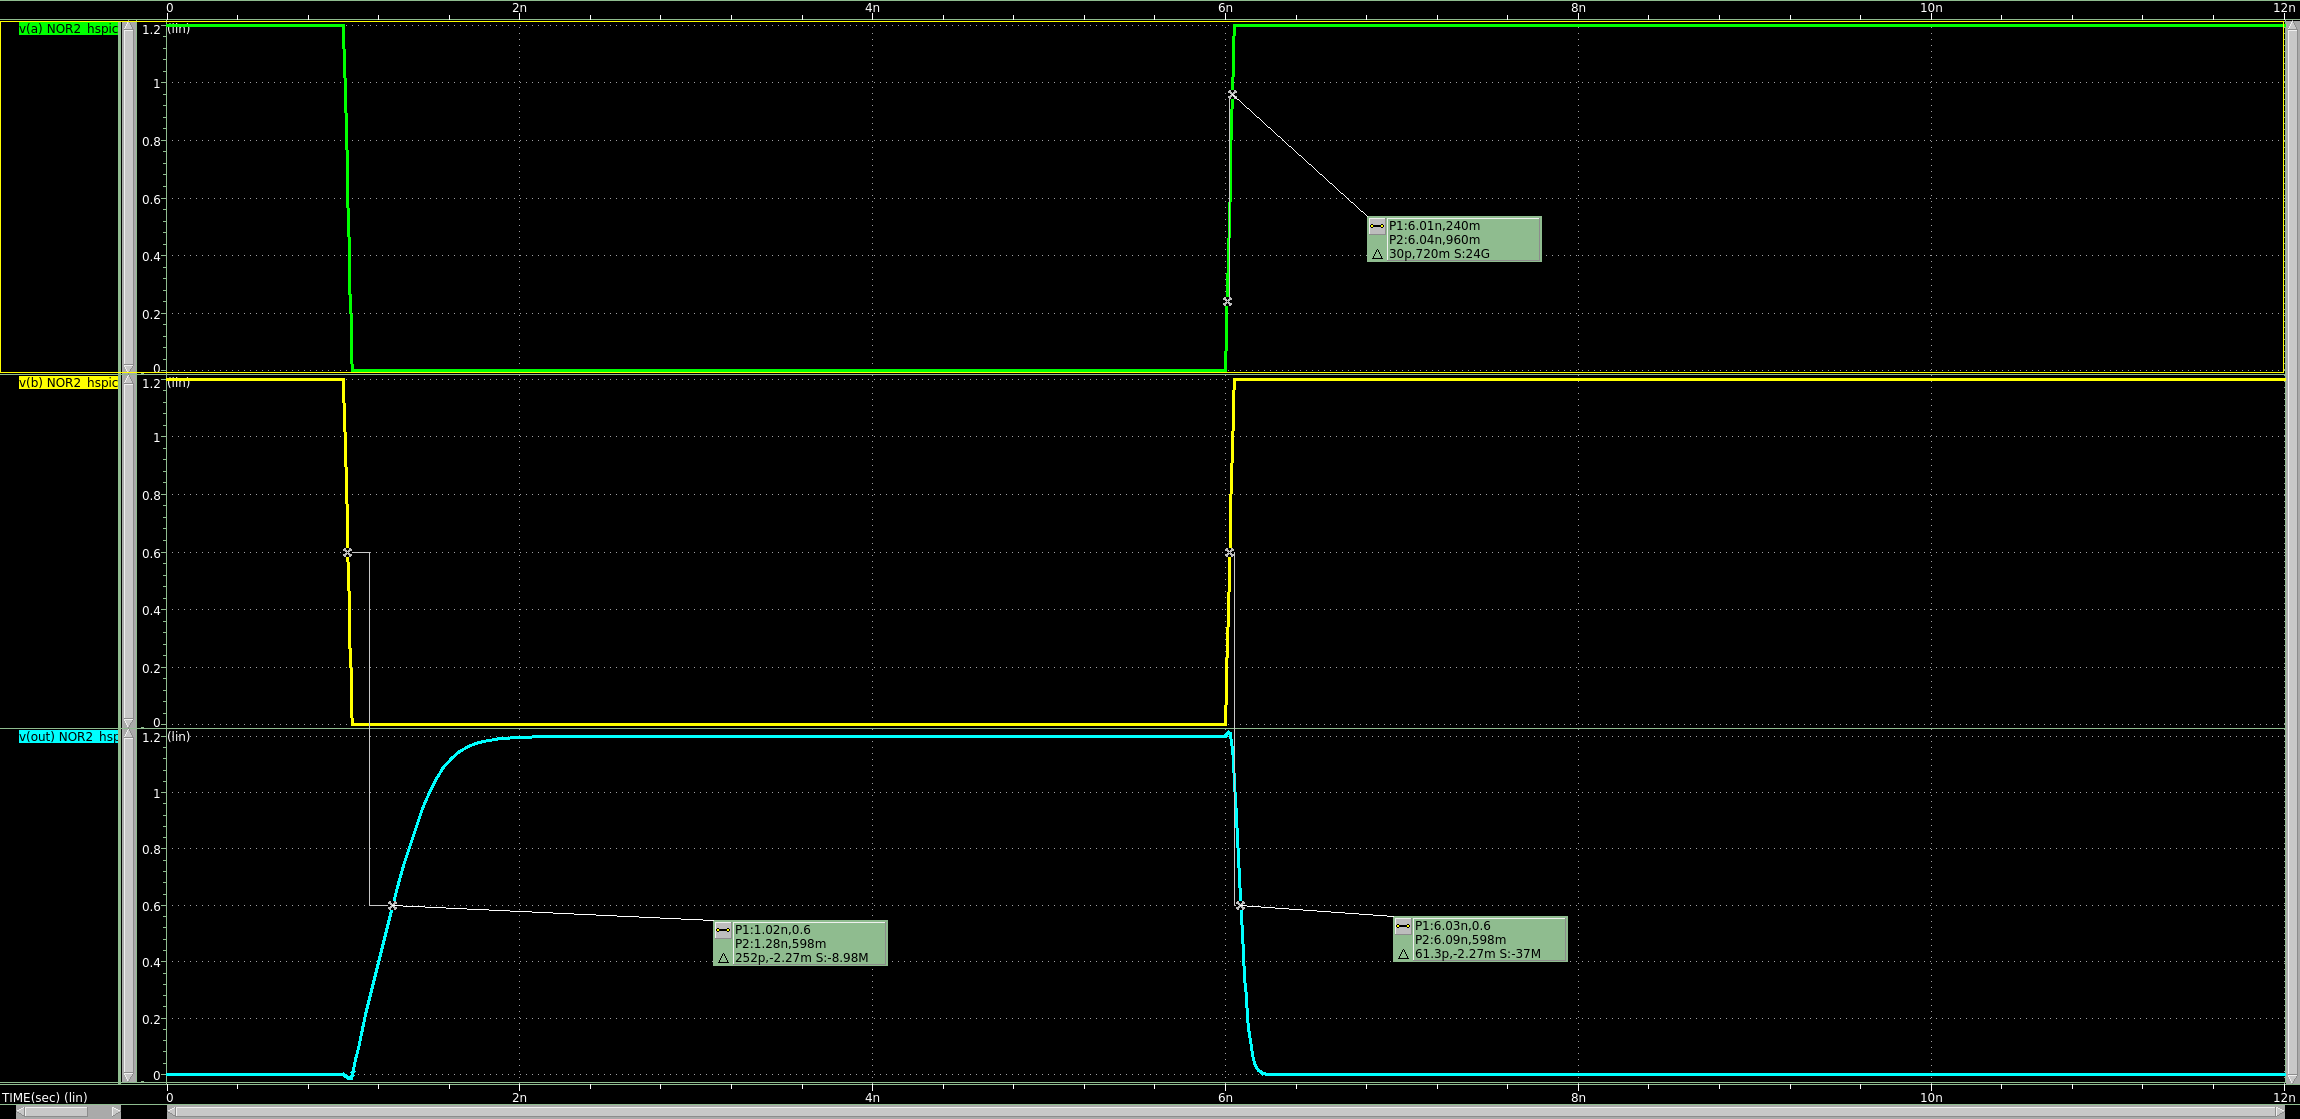 0 2n 4n 6n 8n 10n 12n
v(a) NOR2_hspic
(lin)
1.2
1
0.8
0.6
0.4
0.2
0
P1:6.01n,240m
P2:6.04n,960m
30p,720m S:24G
v(b) NOR2_hspic
(lin)
1.2
1
0.8
0.6
0.4
0.2
0
v(out) NOR2_hsp
(lin)
1.2
1
0.8
0.6
0.4
0.2
0
P1:1.02n,0.6
P2:1.28n,598m
252p,-2.27m S:-8.98M
P1:6.03n,0.6
P2:6.09n,598m
61.3p,-2.27m S:-37M
TIME(sec) (lin)
0 2n 4n 6n 8n 10n 12n